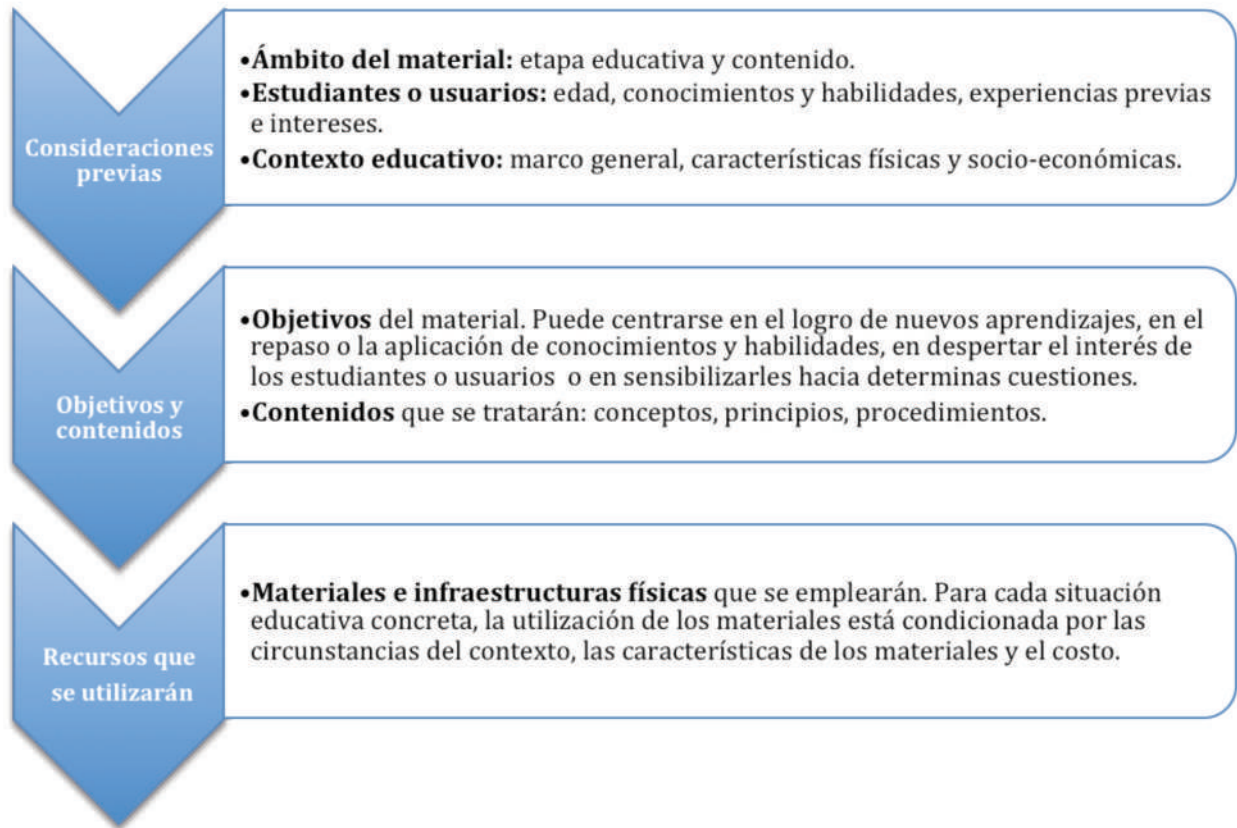 Consideraciones
previas
•Ámbito del material: etapa educativa y contenido.
•Estudiantes o usuarios: edad, conocimientos y habilidades, experiencias previas
e intereses.
•Contexto educativo: marco general, características físicas y socio-económicas.
Objetivos y
contenidos
•Objetivos del material. Puede centrarse en el logro de nuevos aprendizajes, en el
repaso o la aplicación de conocimientos y habilidades, en despertar el interés de
los estudiantes o usuarios o en sensibilizarles hacia determinas cuestiones.
•Contenidos que se tratarán: conceptos, principios, procedimientos.
Recursos que
se utilizarán
•Materiales e infraestructuras físicas que se emplearán. Para cada situación
educativa concreta, la utilización de los materiales está condicionada por las
circunstancias del contexto, las características de los materiales y el costo.